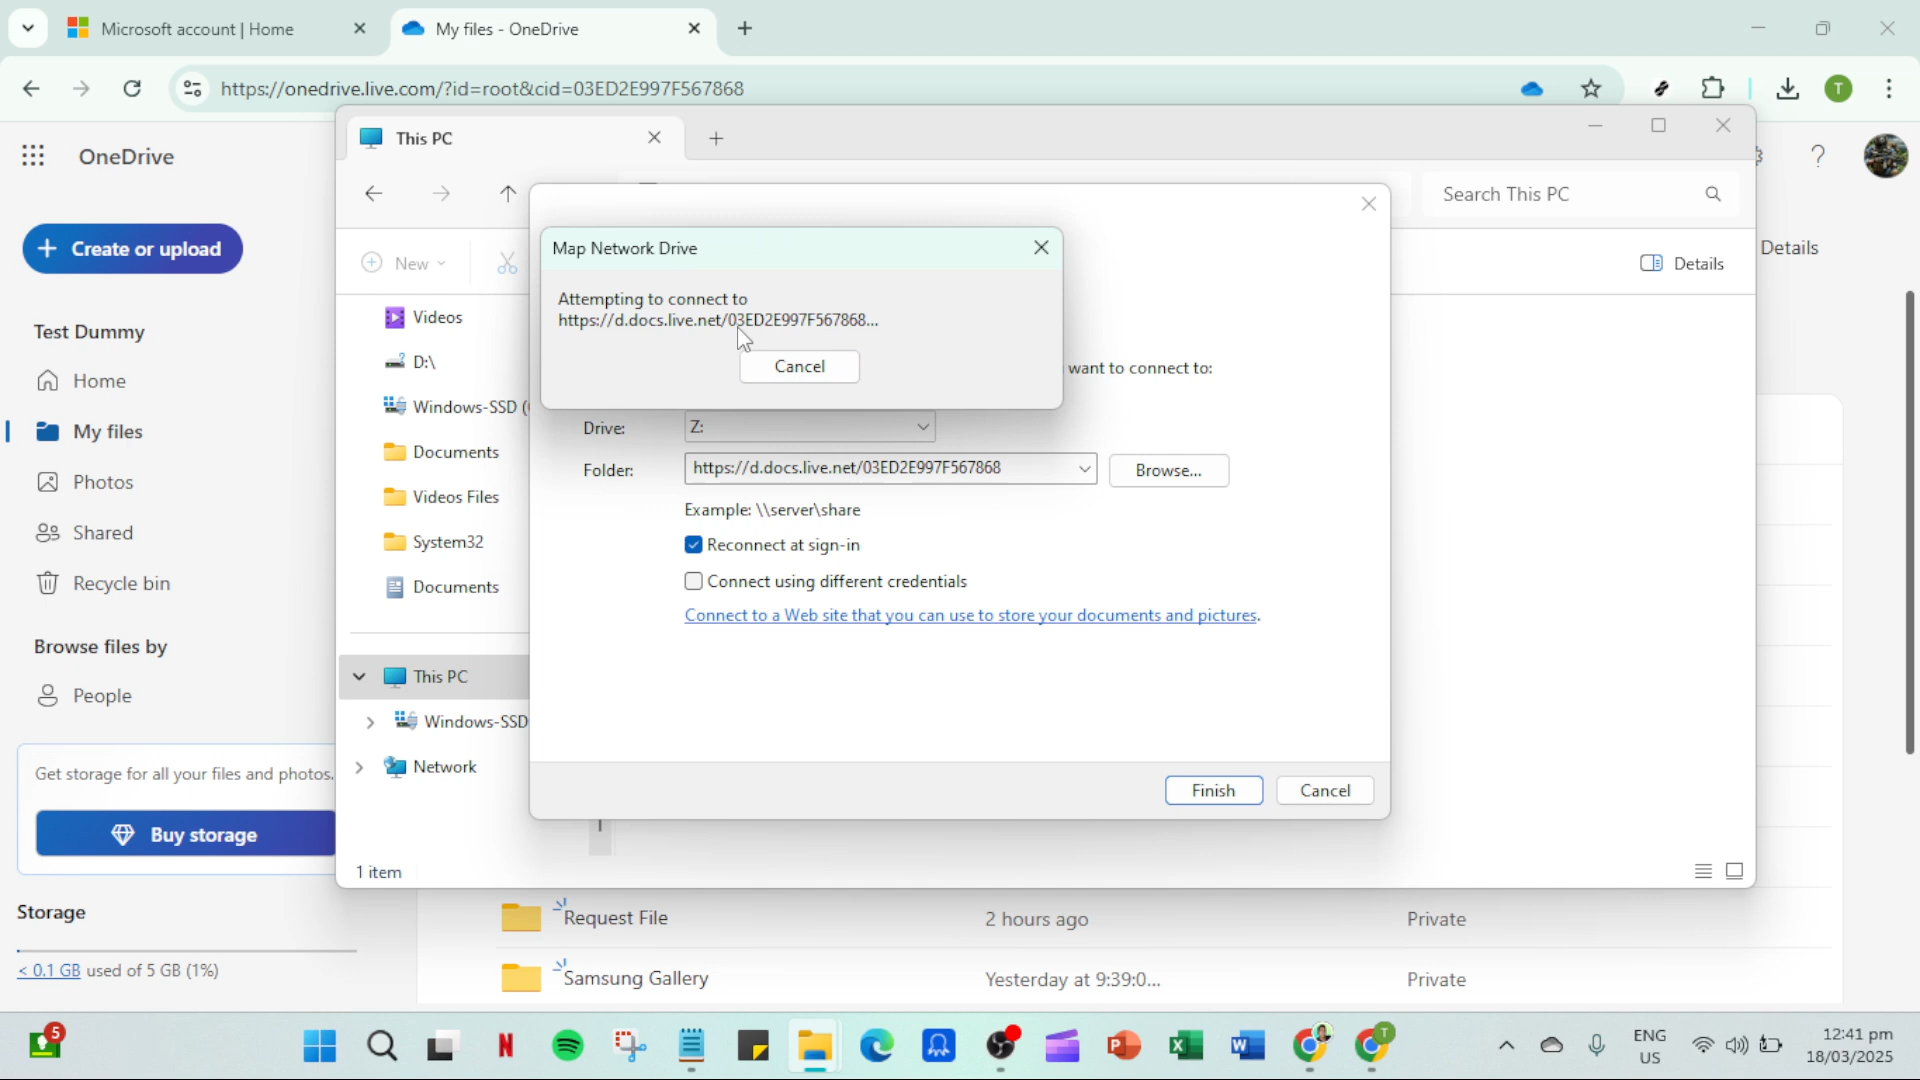 Microsoft account | Home
My files - OneDrive
https://onedrive.live.com/?id=root&cid=03ED2E997F567868
T
OneDrive
This PC
Search This PC
Create or upload
New
Details
Details
Map Network Drive
Attempting to connect to
https://d.docs.live.net/03ED2E997F567868...
Cancel
want to connect to:
Test Dummy
Home
My files
Photos
Shared
Recycle bin
Browse files by
People
Get storage for all your files and photos.
Buy storage
Storage
< 0.1 GB used of 5 GB (1%)
Videos
D:\
Windows-SSD (
Documents
Videos Files
System32
Documents
This PC
Windows-SSD
Network
1 item
Drive:
Z:
Folder:
https://d.docs.live.net/03ED2E997F567868
Browse...
Example: \\server\share
Reconnect at sign-in
Connect using different credentials
Connect to a Web site that you can use to store your documents and pictures.
Finish
Cancel
Request File
2 hours ago
Private
Samsung Gallery
Yesterday at 9:39:0...
Private
5
T
ENG
US
12:41 pm
18/03/2025